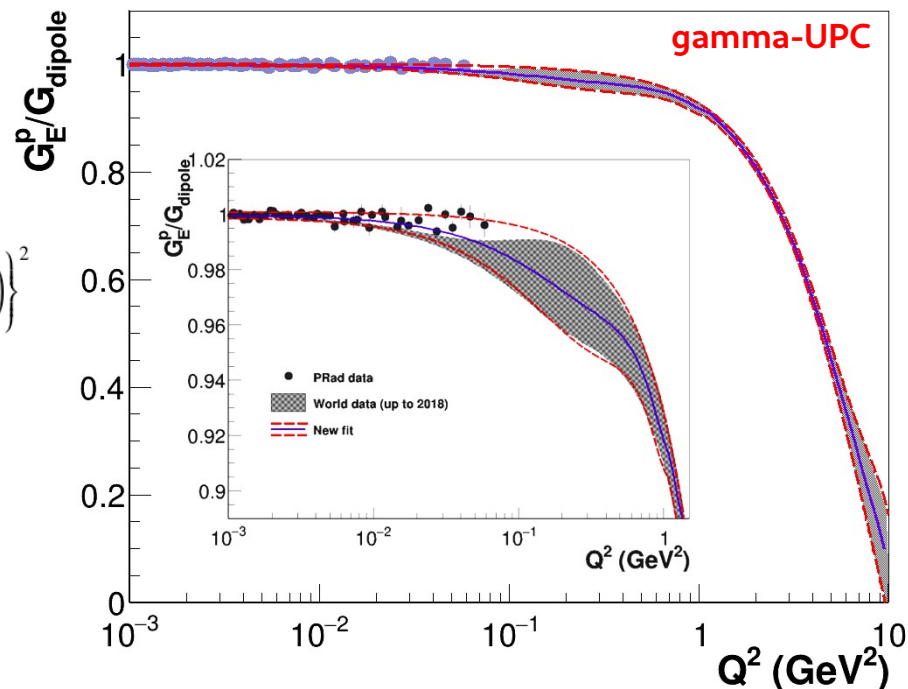 gamma-UPC
G_E^p/G_dipole
1
0.8
0.6
0.4
0.2
0
10^-3
10^-2
10^-1
1
10
Q^2 (GeV^2)
)}^2
G_E^p/G_dipole
1.02
1
0.98
0.96
0.94
0.92
0.9
PRad data
World data (up to 2018)
New fit
10^-3
10^-2
10^-1
1
Q^2 (GeV^2)